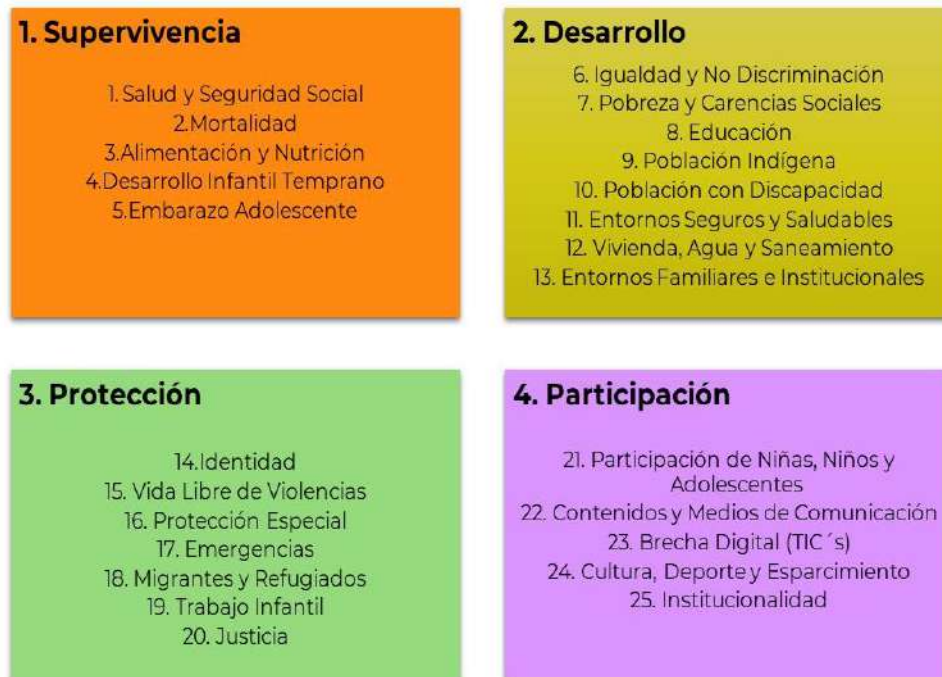 1. Supervivencia
1. Salud y Seguridad Social
2.Mortalidad
3.Alimentación y Nutrición
4.Desarrollo Infantil Temprano
5.Embarazo Adolescente
2. Desarrollo
6. Igualdad y No Discriminación
7. Pobreza y Carencias Sociales
8. Educación
9. Población Indígena
10. Población con Discapacidad
11. Entornos Seguros y Saludables
12. Vivienda, Agua y Saneamiento
13. Entornos Familiares e Institucionales
3. Protección
14.Identidad
15. Vida Libre de Violencias
16. Protección Especial
17. Emergencias
18. Migrantes y Refugiados
19. Trabajo Infantil
20. Justicia
4. Participación
21. Participación de Niñas, Niños y
Adolescentes
22. Contenidos y Medios de Comunicación
23. Brecha Digital (TIC´s)
24. Cultura, Deporte y Esparcimiento
25. Institucionalidad